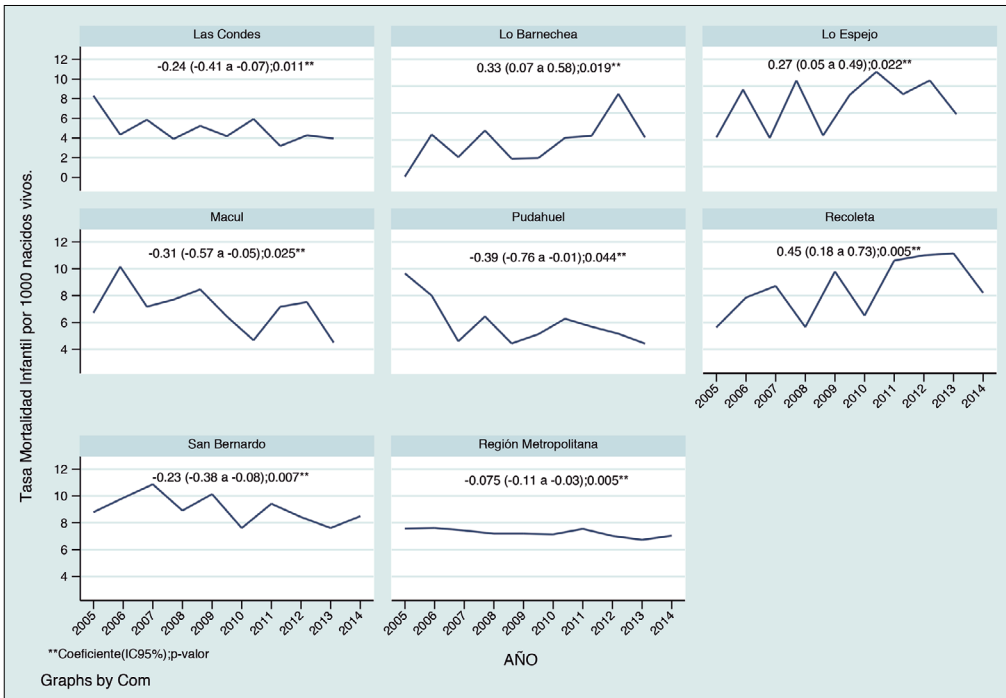 Tasa Mortalidad Infantil por 1000 nacidos vivos.
Las Condes
-0.24 (-0.41 a -0.07);0.011**
12
10
8
6
4
2
0
Lo Barnechea
0.33 (0.07 a 0.58);0.019**
Lo Espejo
0.27 (0.05 a 0.49);0.022**
Macul
-0.31 (-0.57 a -0.05);0.025**
12
10
8
6
4
Pudahuel
-0.39 (-0.76 a -0.01);0.044**
Recoleta
0.45 (0.18 a 0.73);0.005**
2005 2006 2007 2008 2009 2010 2011 2012 2013 2014
San Bernardo
-0.23 (-0.38 a -0.08);0.007**
12
10
8
6
4
2005 2006 2007 2008 2009 2010 2011 2012 2013 2014
Región Metropolitana
-0.075 (-0.11 a -0.03);0.005**
2005 2006 2007 2008 2009 2010 2011 2012 2013 2014
**Coeficiente(IC95%);p-valor
AÑO
Graphs by Com